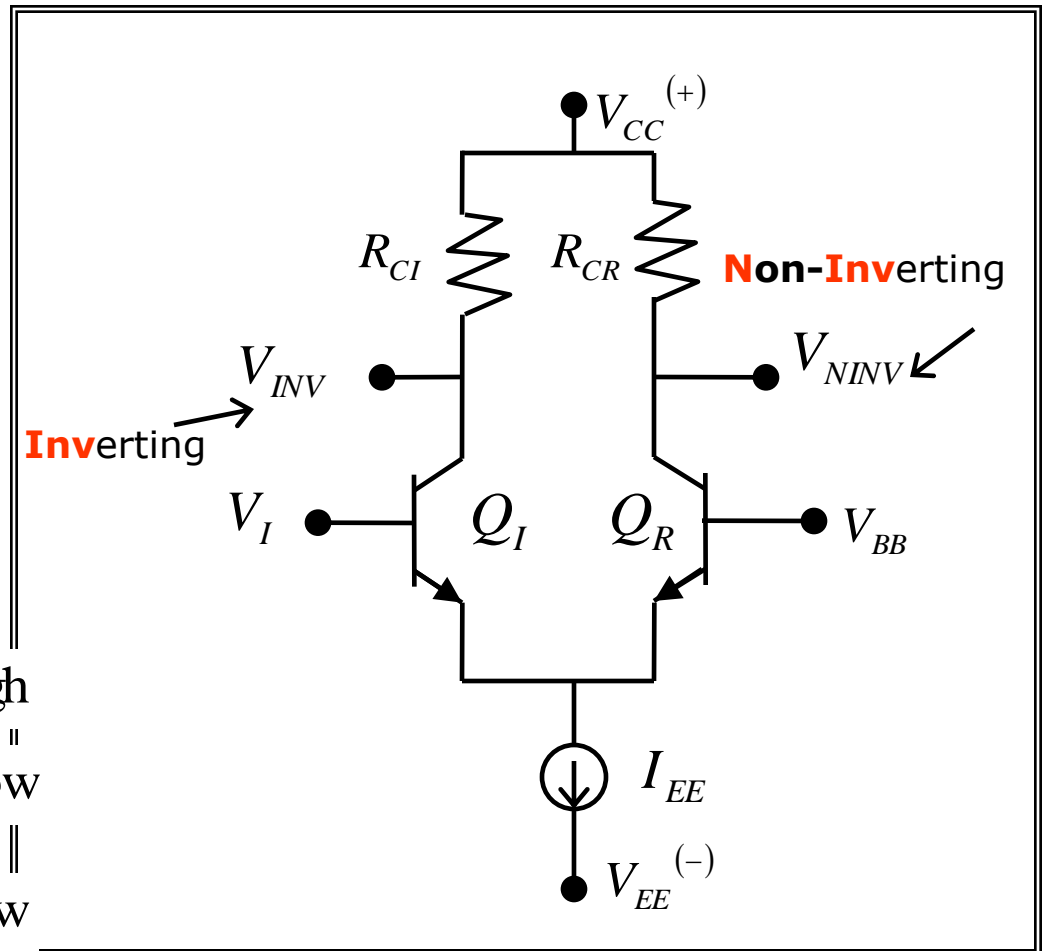 V_CC^(+)
R_CI
R_CR
Non-Inverting
V_INV
V_NINV
Inverting
V_I
Q_I
Q_R
V_BB
I_EE
V_EE^(−)